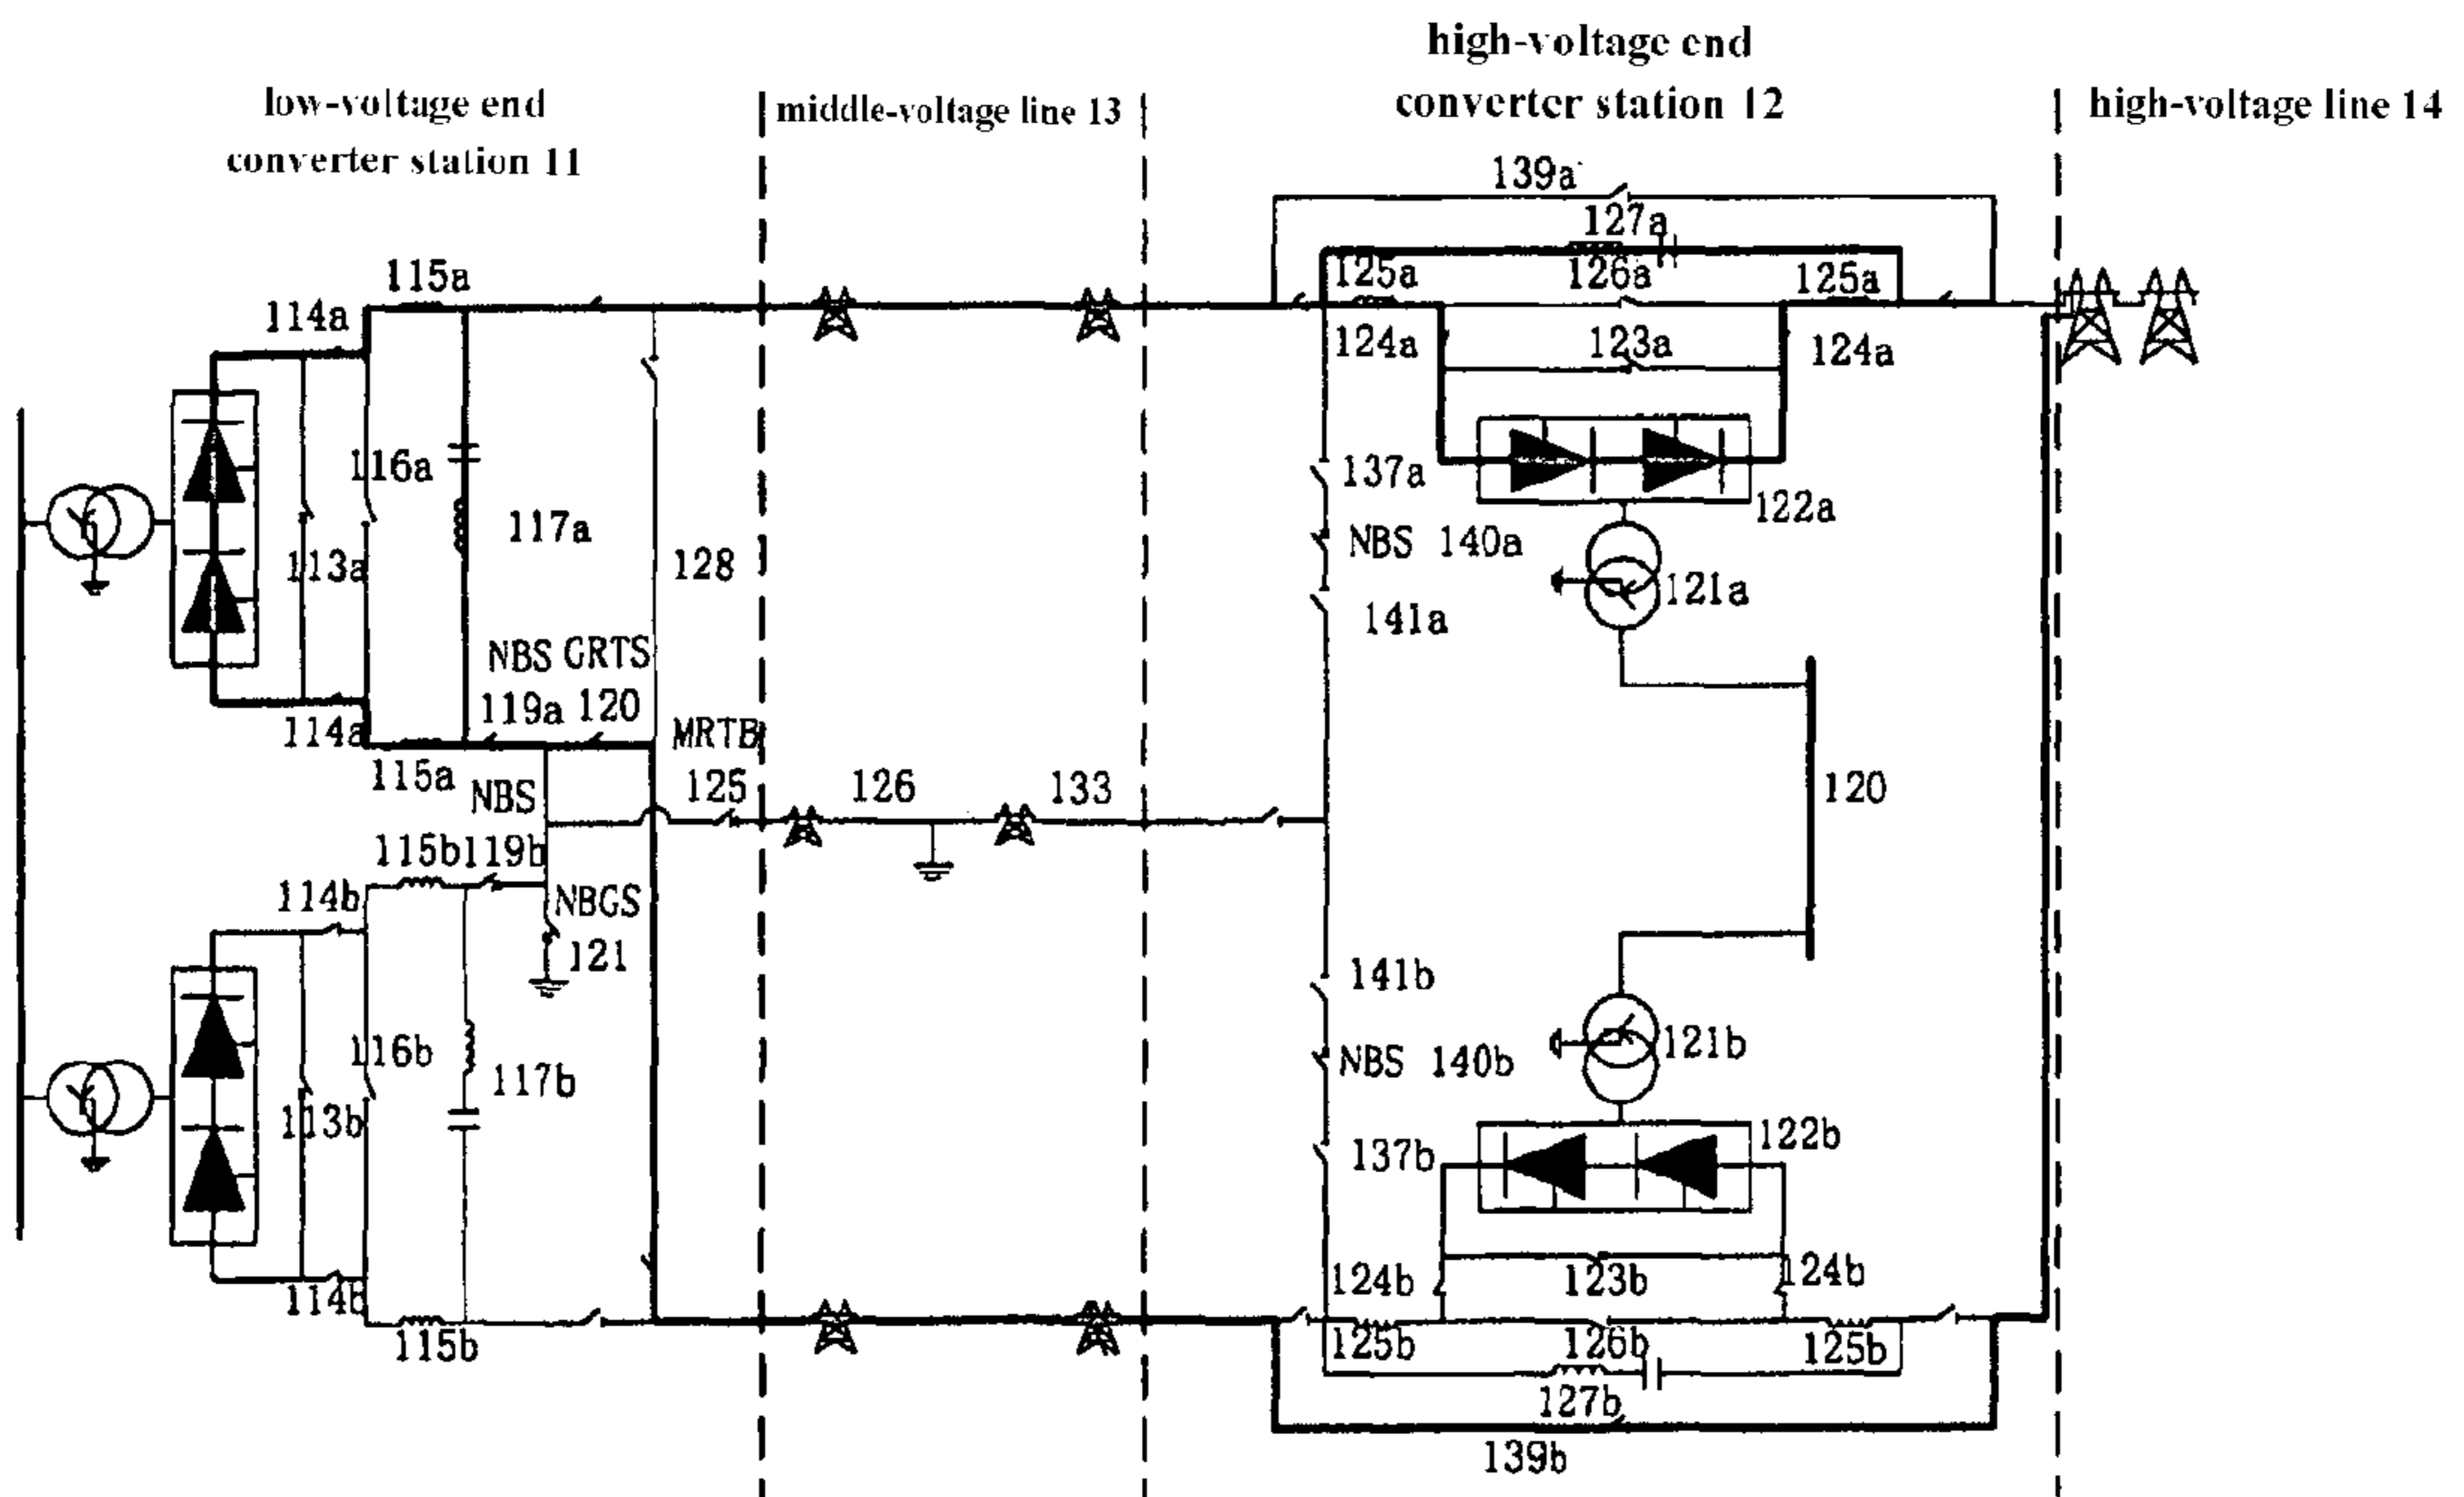 high-voltage end
converter station 12
low-voltage end
converter station 11
middle-voltage line 13
high-voltage line 14
139a
127a
115a
125a
126a
125a
114a
124a
123a
124a
116a
137a
122a
117a
NBS 140a
113a
128
121a
141a
NBS GRTS
119a
120
114a
MRTB
115a
NBS
125
126
133
120
115b
119b
114b
NBGS
121
141b
116b
NBS 140b
121b
117b
113b
137b
122b
124b
123b
124b
114b
115b
125b
126b
125b
127b
139b